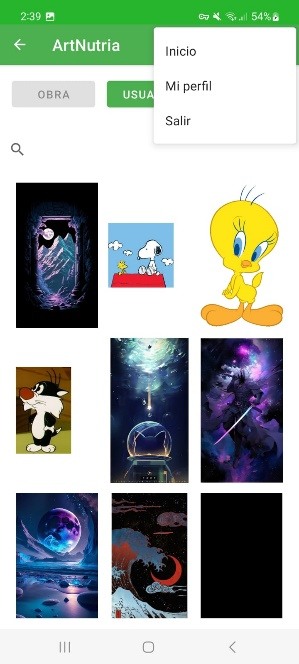 2:39
54%
ArtNutria
Inicio
Mi perfil
Salir
OBRA
USUA